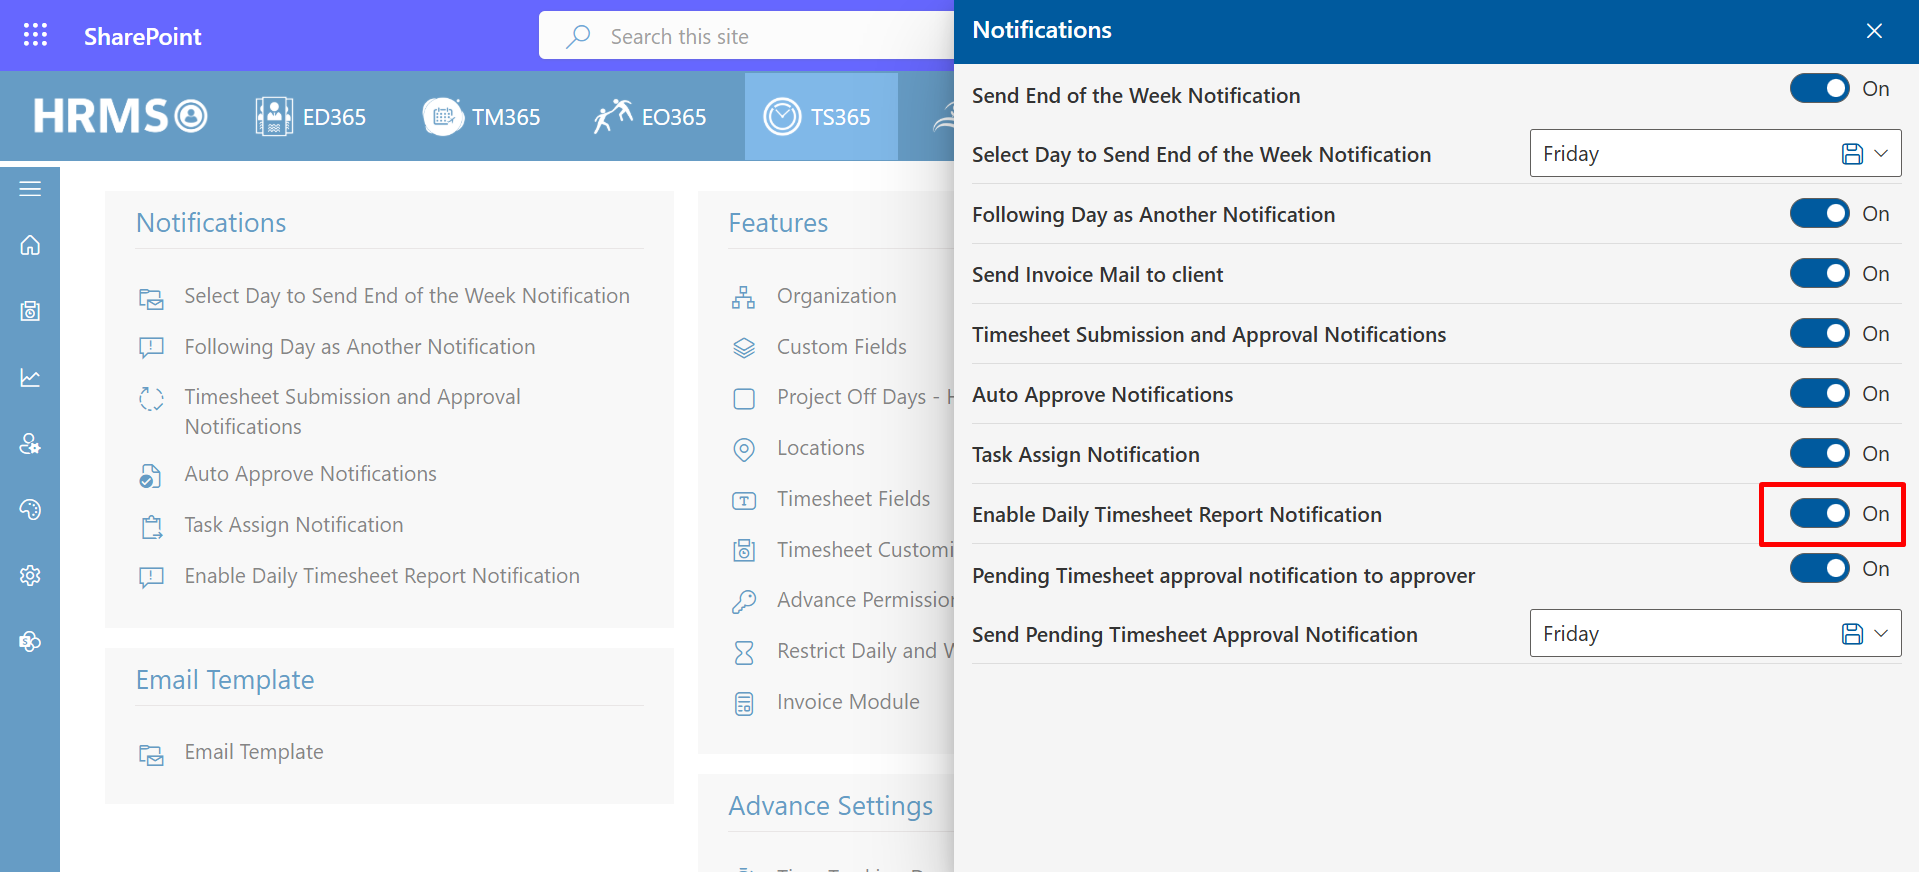 SharePoint
Search this site
HRMS
ED365
TM365
EO365
TS365
Notifications
Select Day to Send End of the Week Notification
Following Day as Another Notification
Timesheet Submission and Approval
Notifications
Auto Approve Notifications
Task Assign Notification
Enable Daily Timesheet Report Notification
Email Template
Email Template
Features
Organization
Custom Fields
Project Off Days -
Locations
Timesheet Fields
Timesheet Customi
Advance Permission
Restrict Daily and W
Invoice Module
Advance Settings
Notifications
Send End of the Week Notification
On
Select Day to Send End of the Week Notification
Friday
Following Day as Another Notification
On
Send Invoice Mail to client
On
Timesheet Submission and Approval Notifications
On
Auto Approve Notifications
On
Task Assign Notification
On
Enable Daily Timesheet Report Notification
On
Pending Timesheet approval notification to approver
On
Send Pending Timesheet Approval Notification
Friday